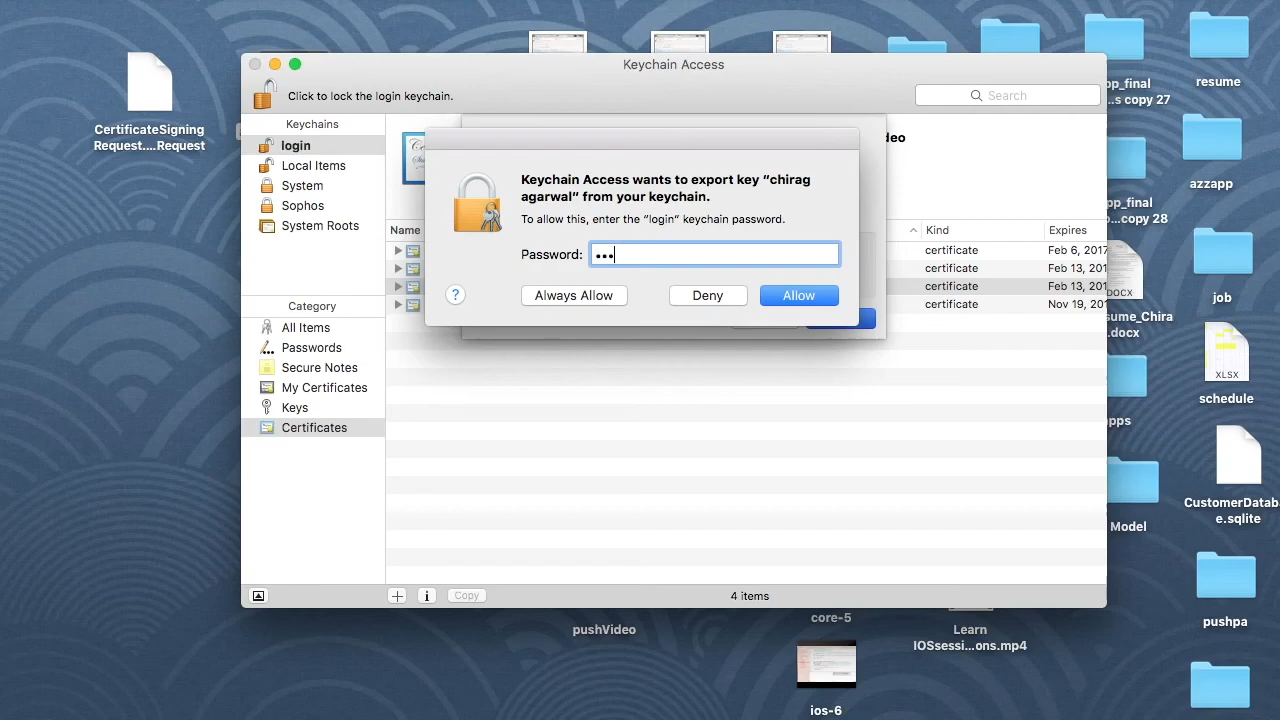 Keychain Access
Click to lock the login keychain.
Search
Keychains
login
Local Items
System
Sophos
System Roots
Category
All Items
Passwords
Secure Notes
My Certificates
Keys
Certificates
Name
Kind
Expires
certificate
Feb 6, 2017
certificate
Feb 13, 201
certificate
Feb 13, 201
certificate
Nov 19, 201
Keychain Access wants to export key “chirag
agarwal” from your keychain.
To allow this, enter the “login” keychain password.
Password: •••
?
Always Allow
Deny
Allow
Copy
4 items
CertificateSigning
Request....Request
pushVideo
core-5
Learn
IOSsessi...ons.mp4
ios-6
resume
pp_final
...s copy 27
azzapp
pp_final
...copy 28
job
DOCX
sume_Chira
.docx
XLSX
schedule
pps
CustomerDatab
e.sqlite
Model
pushpa